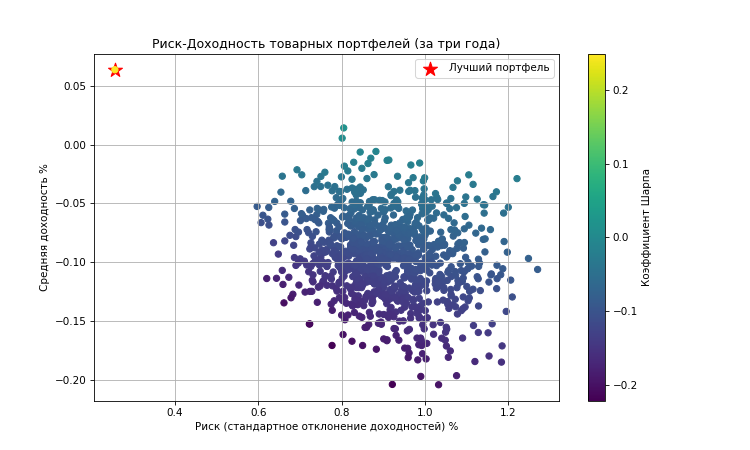 Риск-Доходность товарных портфелей (за три года)
Лучший портфель
Средняя доходность %
0.05
0.00
−0.05
−0.10
−0.15
−0.20
0.4 0.6 0.8 1.0 1.2
Риск (стандартное отклонение доходностей) %
0.2
0.1
0.0
−0.1
−0.2
Коэффициент Шарпа